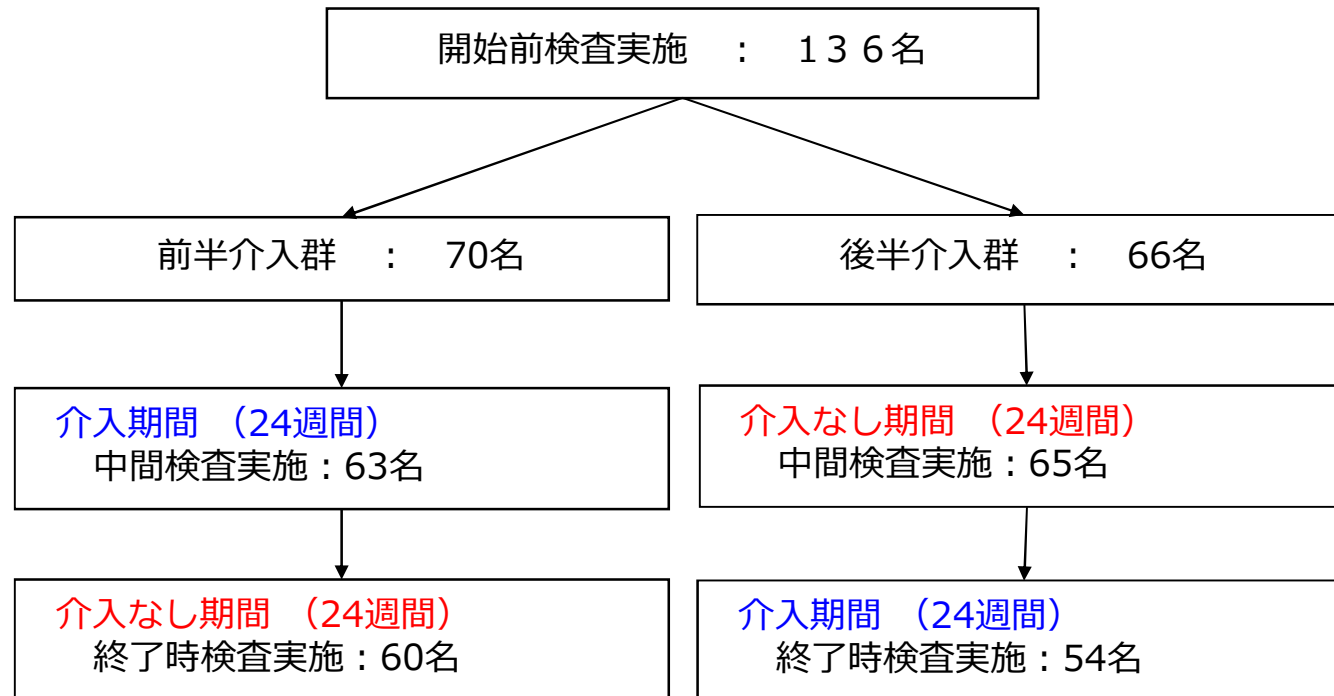 開始前検査実施　：　１３６名
前半介入群　：　70名
後半介入群　：　66名
介入期間 （24週間）
中間検査実施：63名
介入なし期間 （24週間）
中間検査実施：65名
介入なし期間 （24週間）
終了時検査実施：60名
介入期間 （24週間）
終了時検査実施：54名